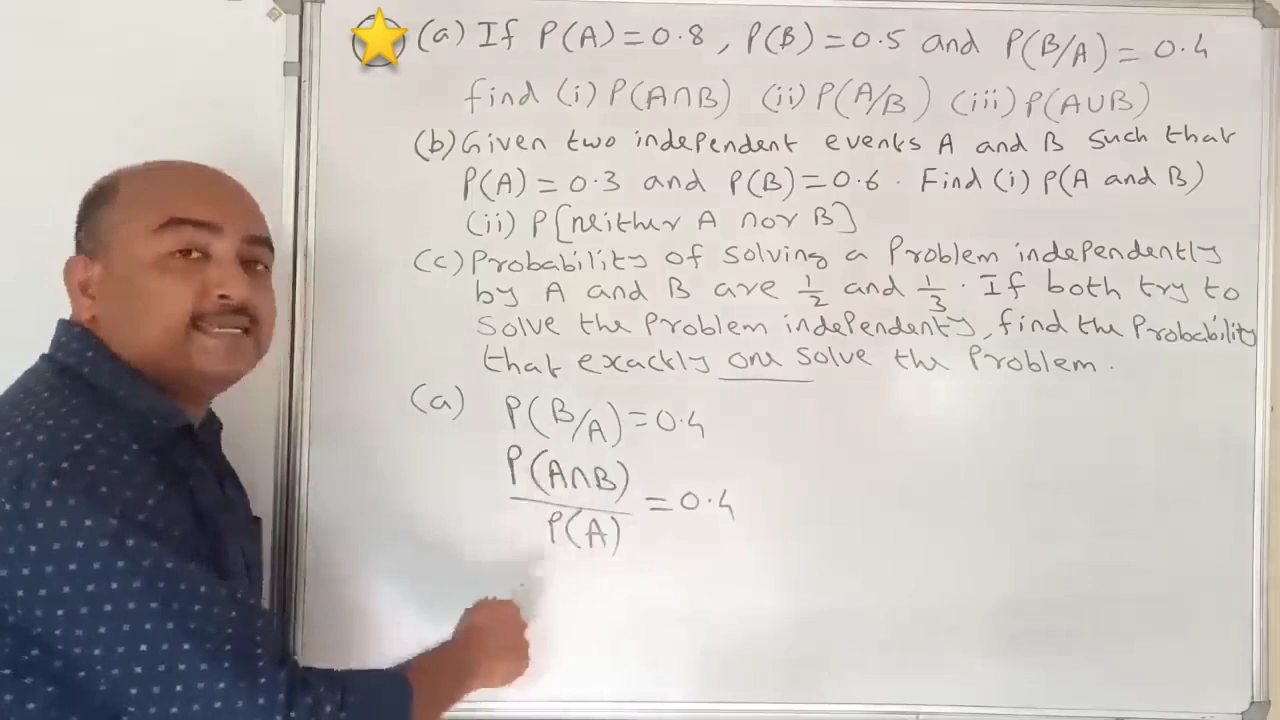 (a) If P(A) = 0.8, P(B) = 0.5 and P(B/A) = 0.4
find (i) P(A∩B) (ii) P(A/B) (iii) P(A∪B)
(b) Given two independent events A and B such that
P(A) = 0.3 and P(B) = 0.6. Find (i) P(A and B)
(ii) P[neither A nor B]
(c) Probability of solving a Problem independently
by A and B are 1/2 and 1/3. If both try to
solve the Problem independenty, find the Probability
that exactly one solve the Problem.
(a) P(B/A) = 0.4
P(A∩B)/P(A) = 0.4